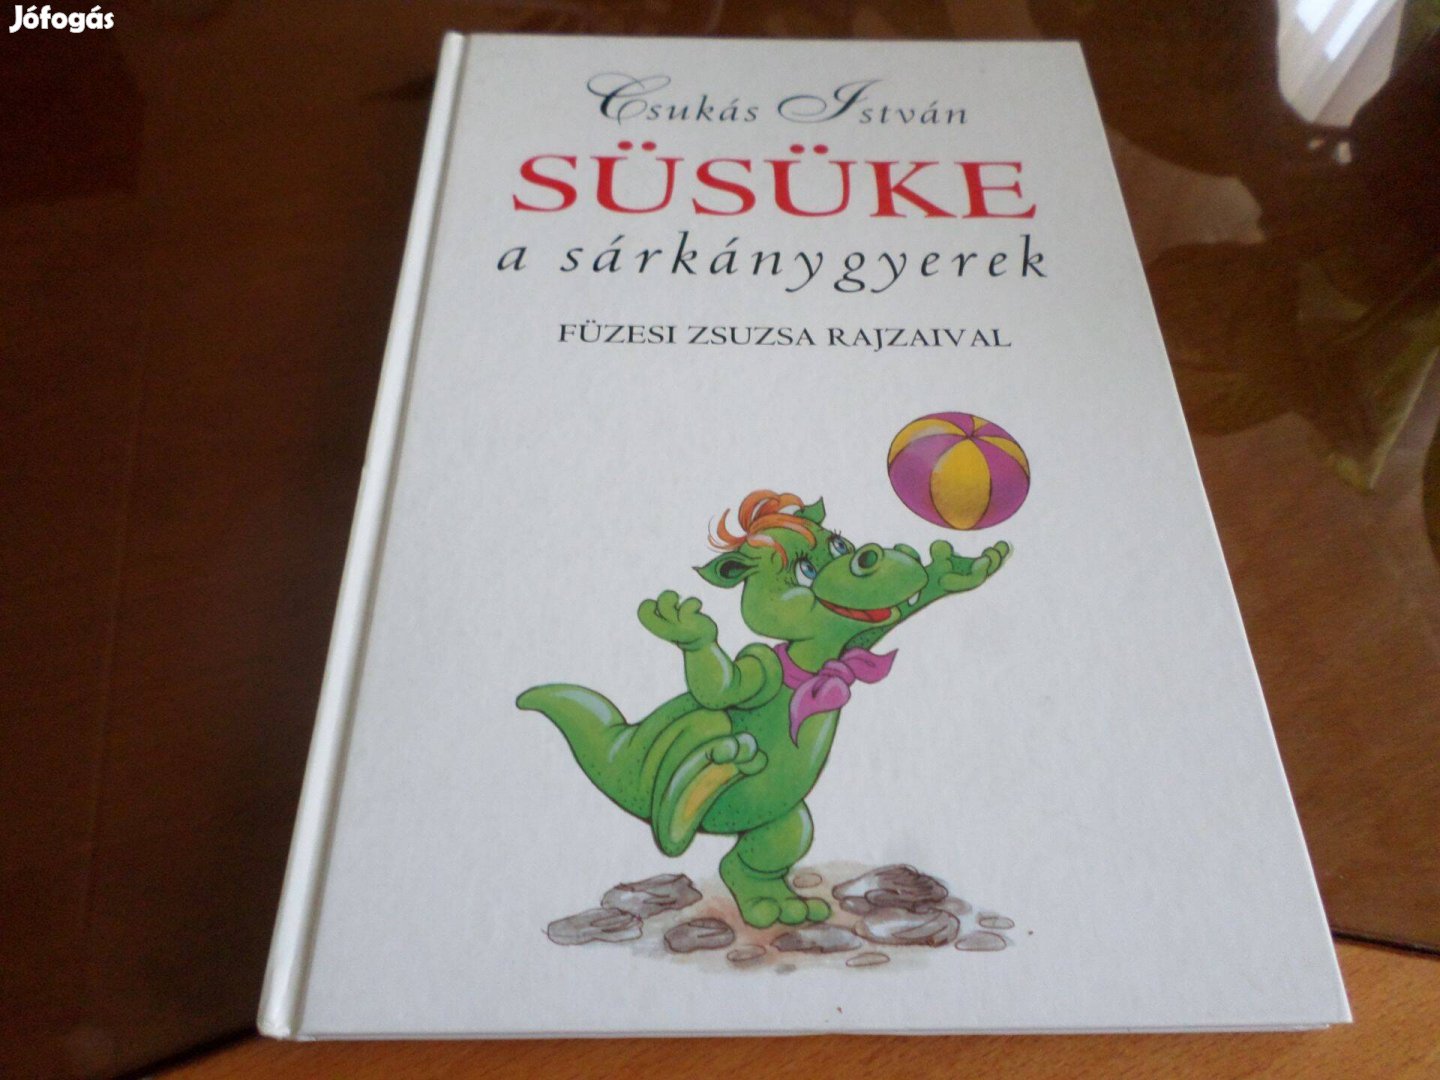 Jófogás
Csukás István
SÜSÜKE
a sárkánygyerek
FÜZESI ZSUZSA RAJZAIVAL